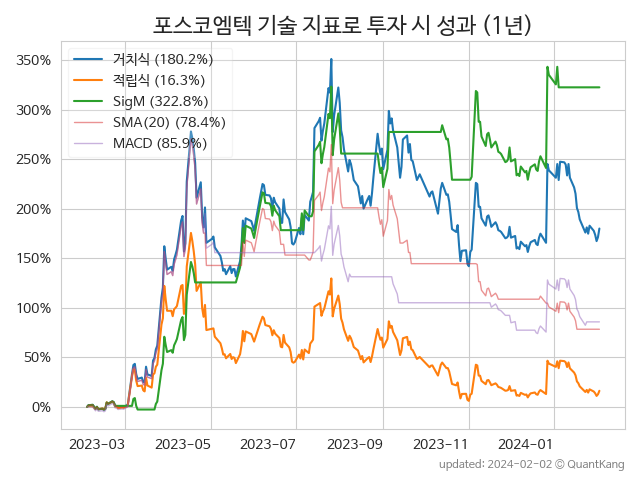 포스코엠텍 기술 지표로 투자 시 성과 (1년)
350%
300%
250%
200%
150%
100%
50%
0%
거치식 (180.2%)
적립식 (16.3%)
SigM (322.8%)
SMA(20) (78.4%)
MACD (85.9%)
2023-03
2023-05
2023-07
2023-09
2023-11
2024-01
updated: 2024-02-02 © QuantKang